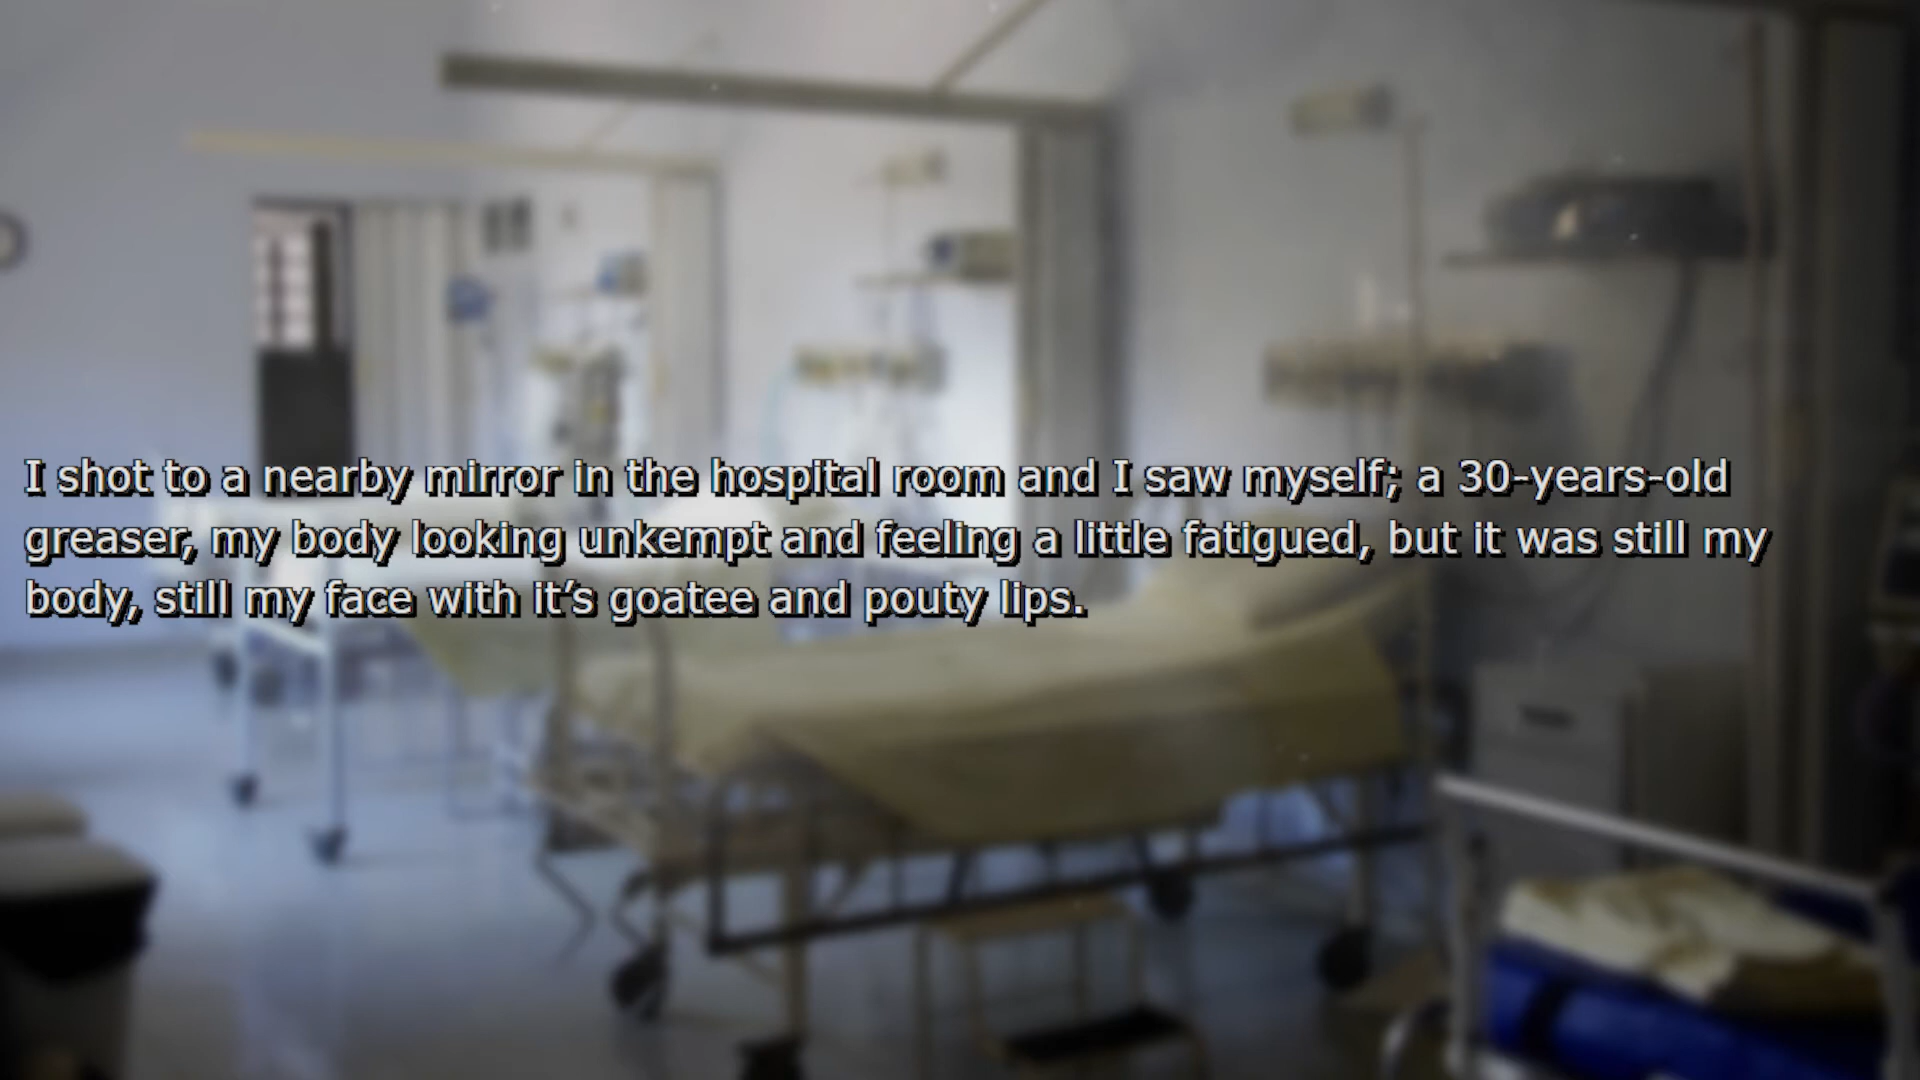 I shot to a nearby mirror in the hospital room and I saw myself; a 30-years-old
greaser, my body looking unkempt and feeling a little fatigued, but it was still my
body, still my face with it’s goatee and pouty lips.